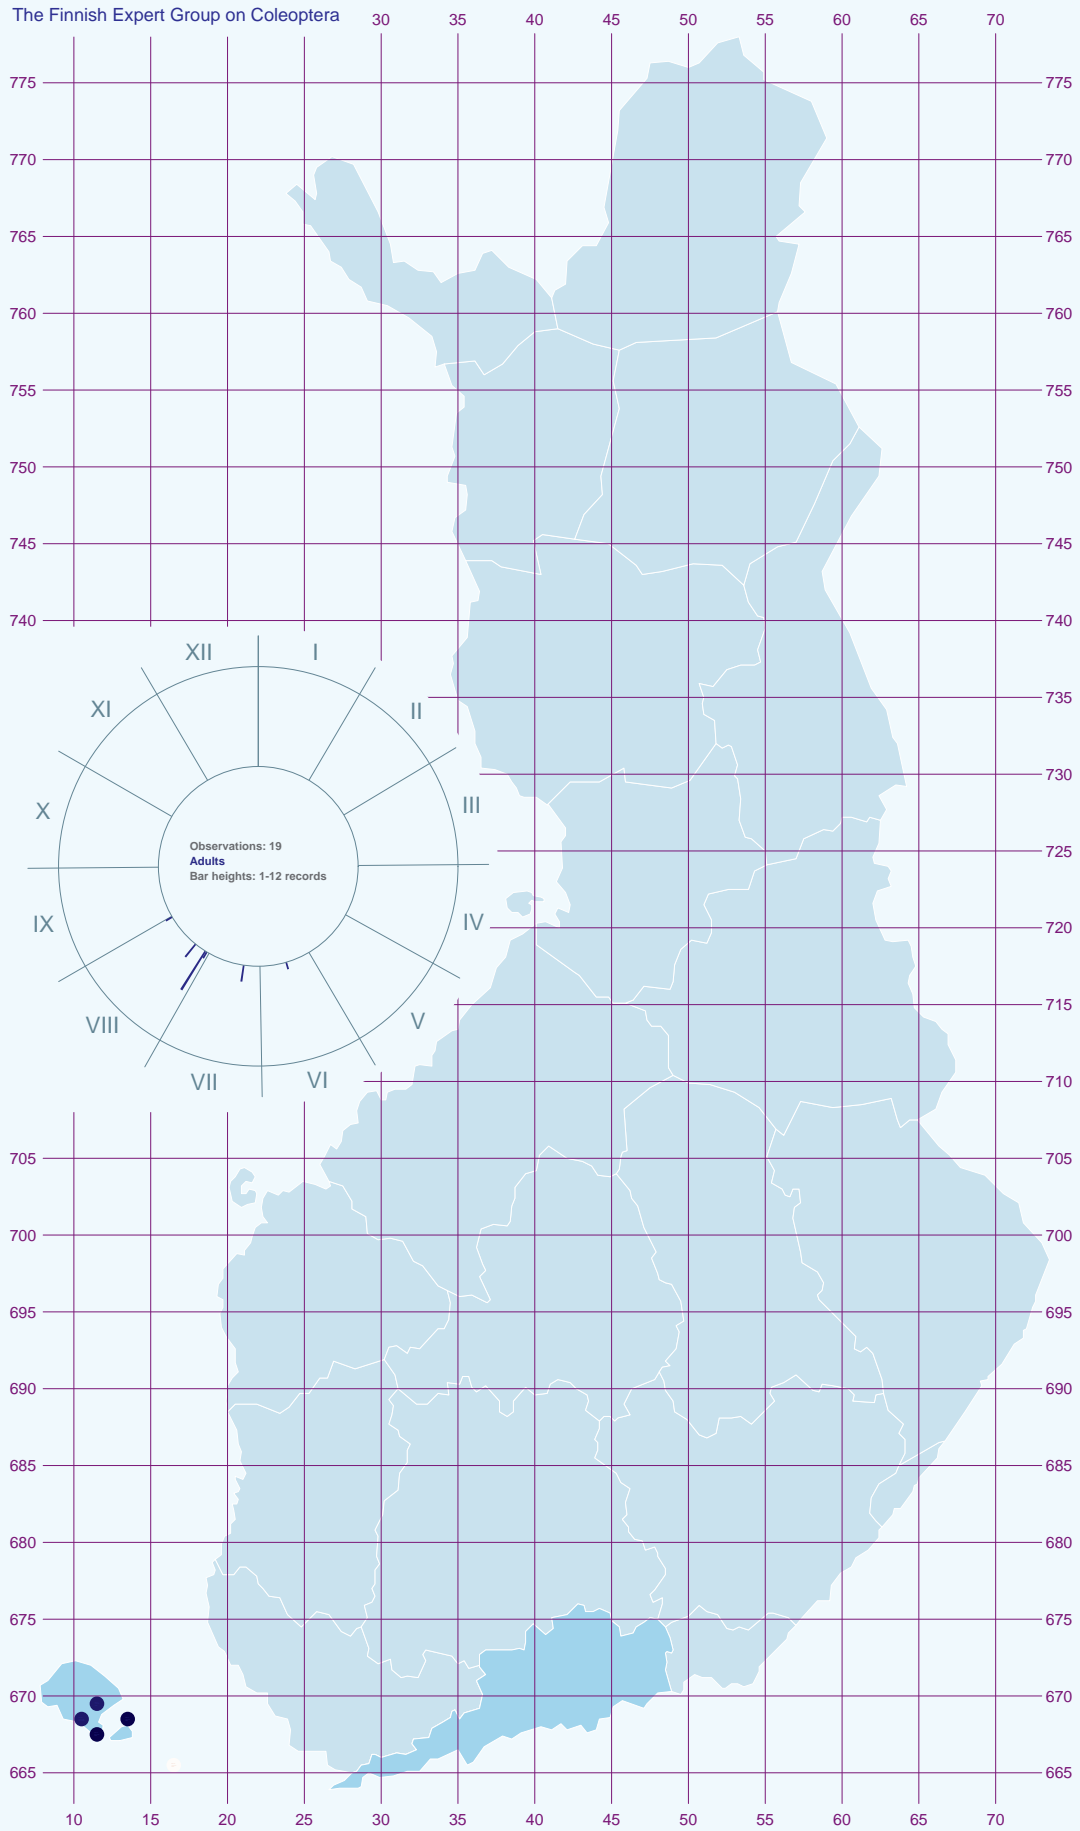 The Finnish Expert Group on Coleoptera
30 35 40 45 50 55 60 65 70
775 775
770 770
765 765
760 760
755 755
750 750
745 745
740 740
XII I
XI II
735
730
X III
Observations: 19
Adults
Bar heights: 1-12 records
725
IX IV
720
715
VIII V
VII VI
710
705 705
700 700
695 695
690 690
685 685
680 680
675 675
670 670
665 665
10 15 20 25 30 35 40 45 50 55 60 65 70